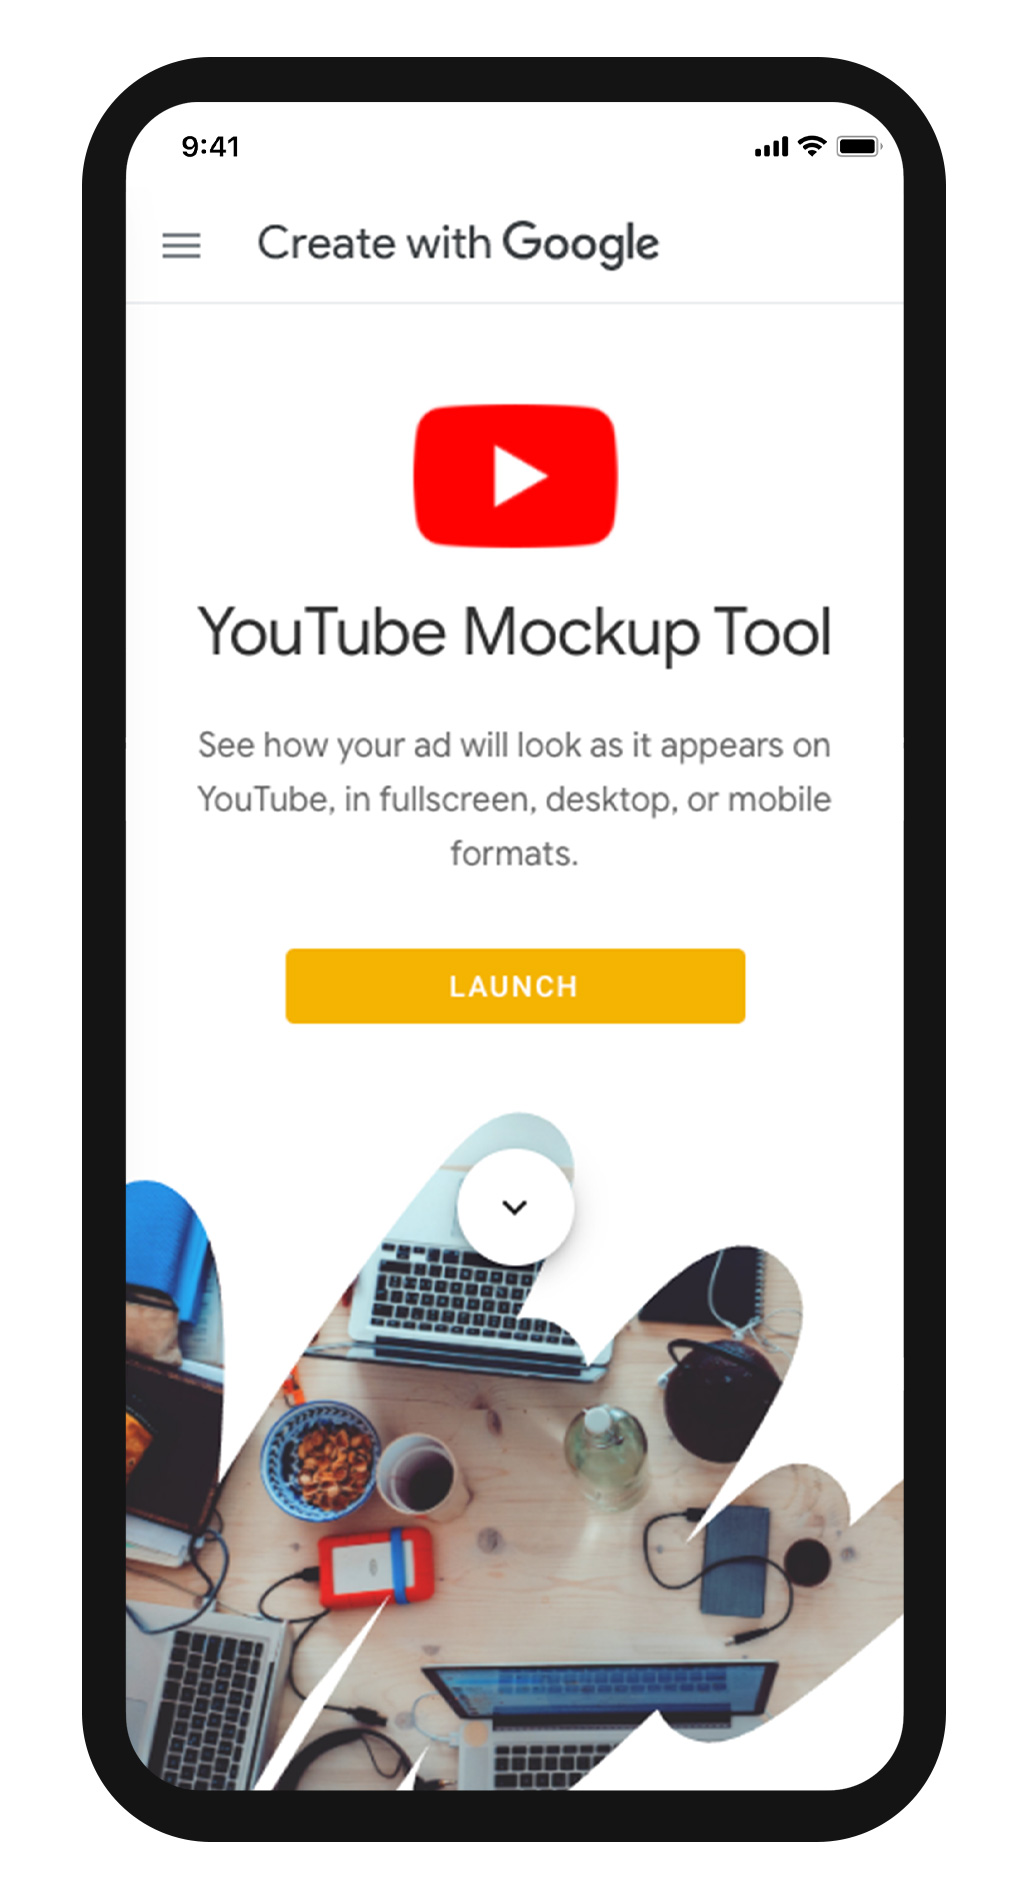 9:41
Create with Google
YouTube Mockup Tool
See how your ad will look as it appears on
YouTube, in fullscreen, desktop, or mobile
formats.
LAUNCH